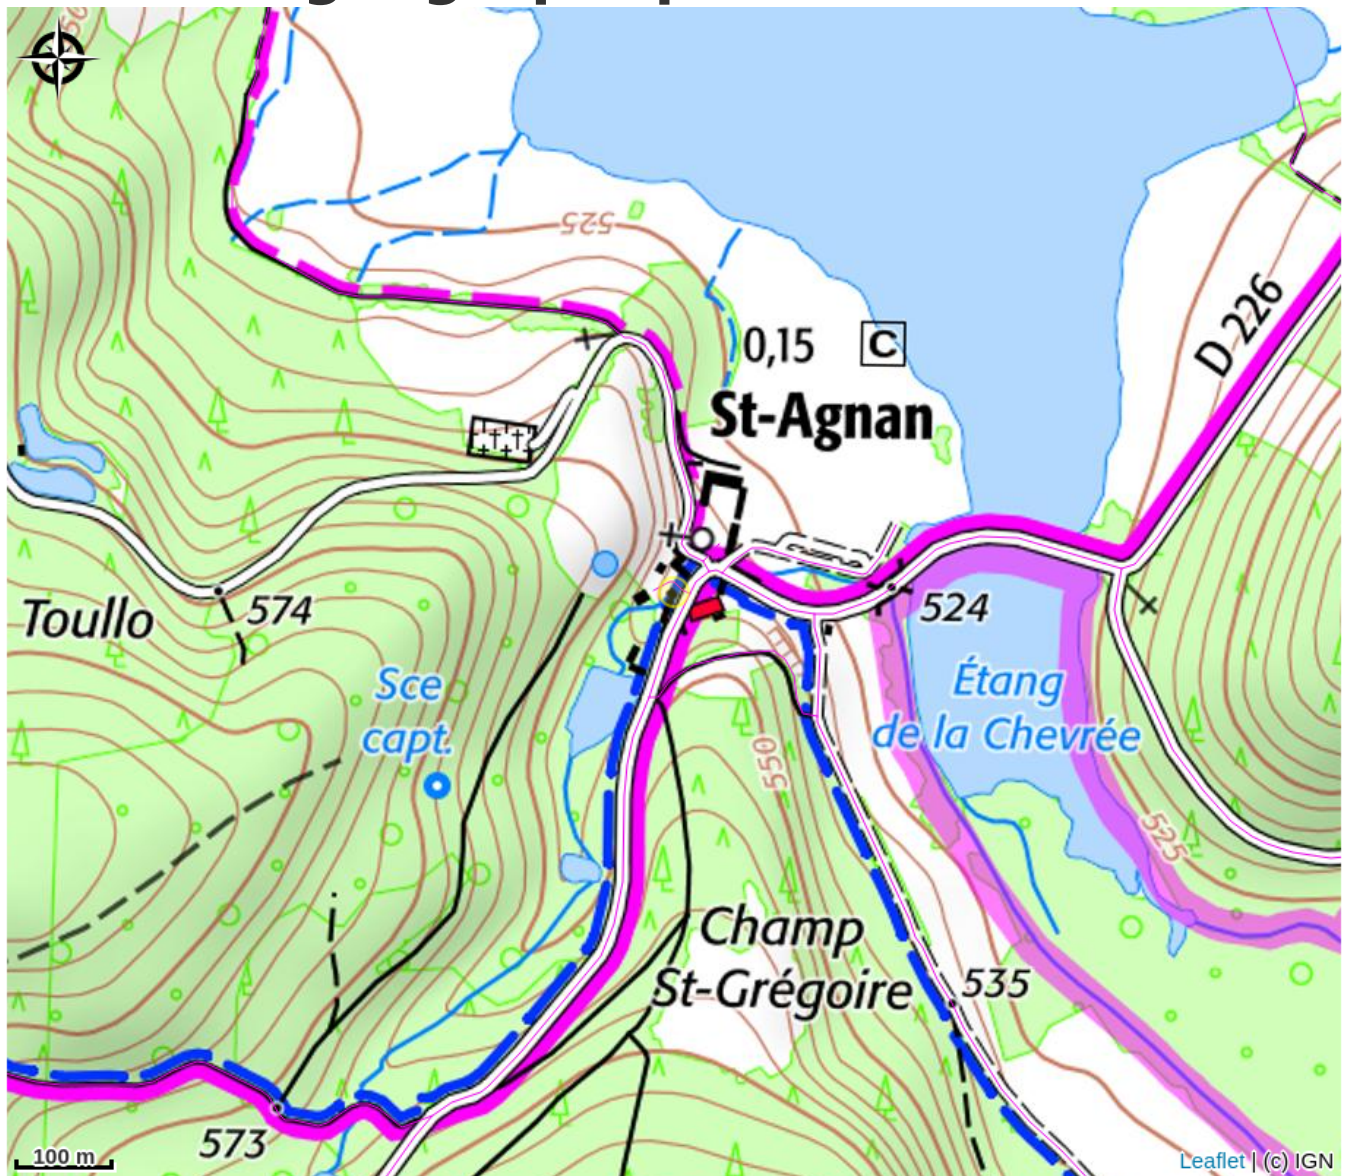 525
0,15
C
D 226
St-Agnan
Toullo
574
524
Sce
capt.
Étang
de la Chevrée
550
525
Champ
St-Grégoire
535
573
100 m
Leaflet | (c) IGN